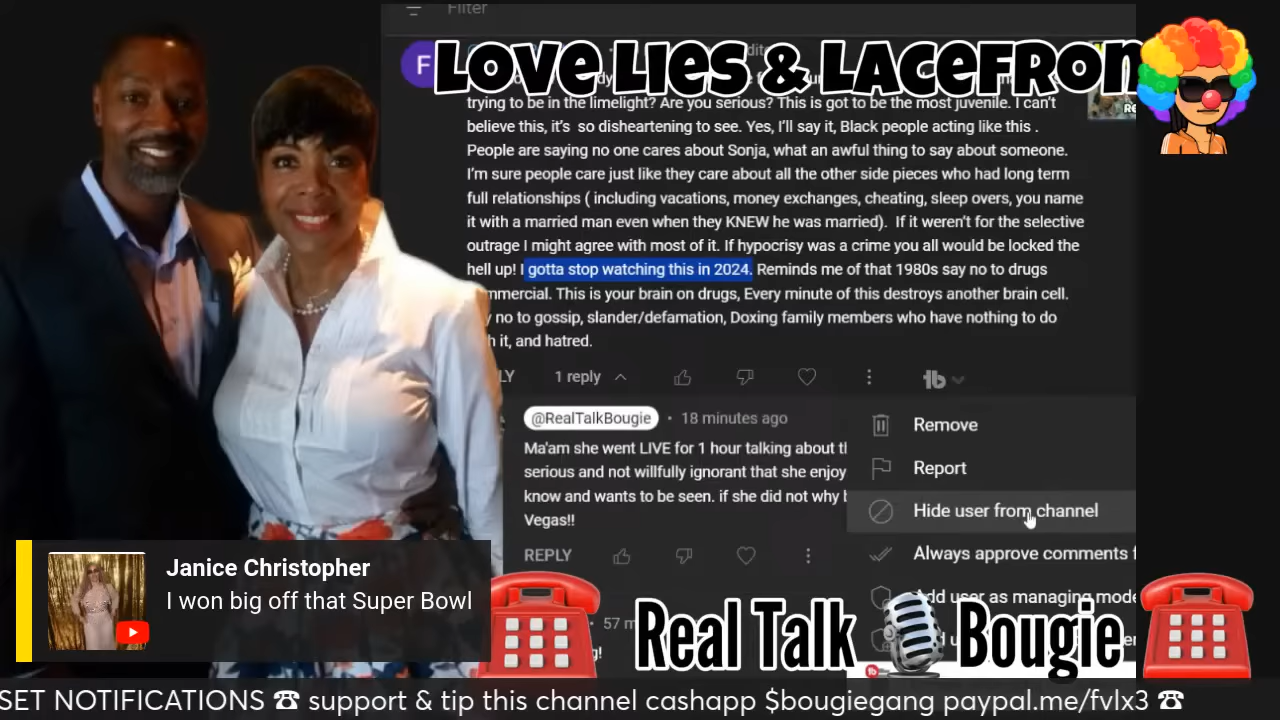 Filter
LOVE LIES & LACEFRON
F
trying to be in the limelight? Are you serious? This is got to be the most juvenile. I can't
believe this, it's so disheartening to see. Yes, I'll say it, Black people acting like this .
People are saying no one cares about Sonja, what an awful thing to say about someone.
I'm sure people care just like they care about all the other side pieces who had long term
full relationships ( including vacations, money exchanges, cheating, sleep overs, you name
it with a married man even when they KNEW he was married). If it weren't for the selective
outrage I might agree with most of it. If hypocrisy was a crime you all would be locked the
hell up! I gotta stop watching this in 2024. Reminds me of that 1980s say no to drugs
mmercial. This is your brain on drugs, Every minute of this destroys another brain cell.
no to gossip, slander/defamation, Doxing family members who have nothing to do
h it, and hatred.
LY 1 reply
@RealTalkBougie • 18 minutes ago
Ma'am she went LIVE for 1 hour talking about
serious and not willfully ignorant that she enjoy
know and wants to be seen. if she did not why
Vegas!!
REPLY
Remove
Report
Hide user from channel
Always approve comments
Add user as managing mode
Janice Christopher
I won big off that Super Bowl
57 m
Real Talk Bougie
SET NOTIFICATIONS ☎ support & tip this channel cashapp $bougiegang paypal.me/fvlx3 ☎